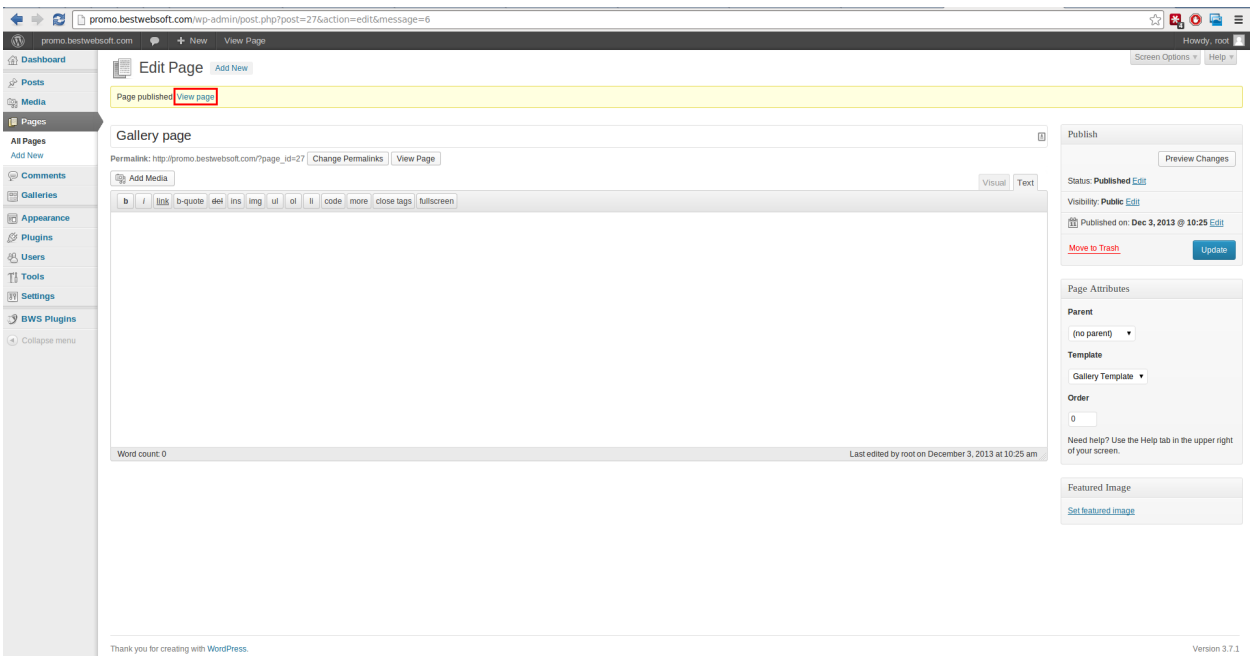 promo.bestwebsoft.com/wp-admin/post.php?post=27&action=edit&message=6
promo.bestwebsoft.com + New View Page Howdy, root
Screen Options Help
Dashboard
Posts
Media
Pages
All Pages
Add New
Comments
Galleries
Appearance
Plugins
Users
Tools
Settings
BWS Plugins
Collapse menu
Edit Page Add New
Page published. View page
Gallery page
Permalink: http://promo.bestwebsoft.com/?page_id=27 Change Permalinks View Page
Add Media
Visual Text
b i link b-quote del ins img ul ol li code more close tags fullscreen
Word count: 0 Last edited by root on December 3, 2013 at 10:25 am
Publish
Preview Changes
Status: Published Edit
Visibility: Public Edit
Published on: Dec 3, 2013 @ 10:25 Edit
Move to Trash Update
Page Attributes
Parent
(no parent)
Template
Gallery Template
Order
0
Need help? Use the Help tab in the upper right
of your screen.
Featured Image
Set featured image
Thank you for creating with WordPress. Version 3.7.1